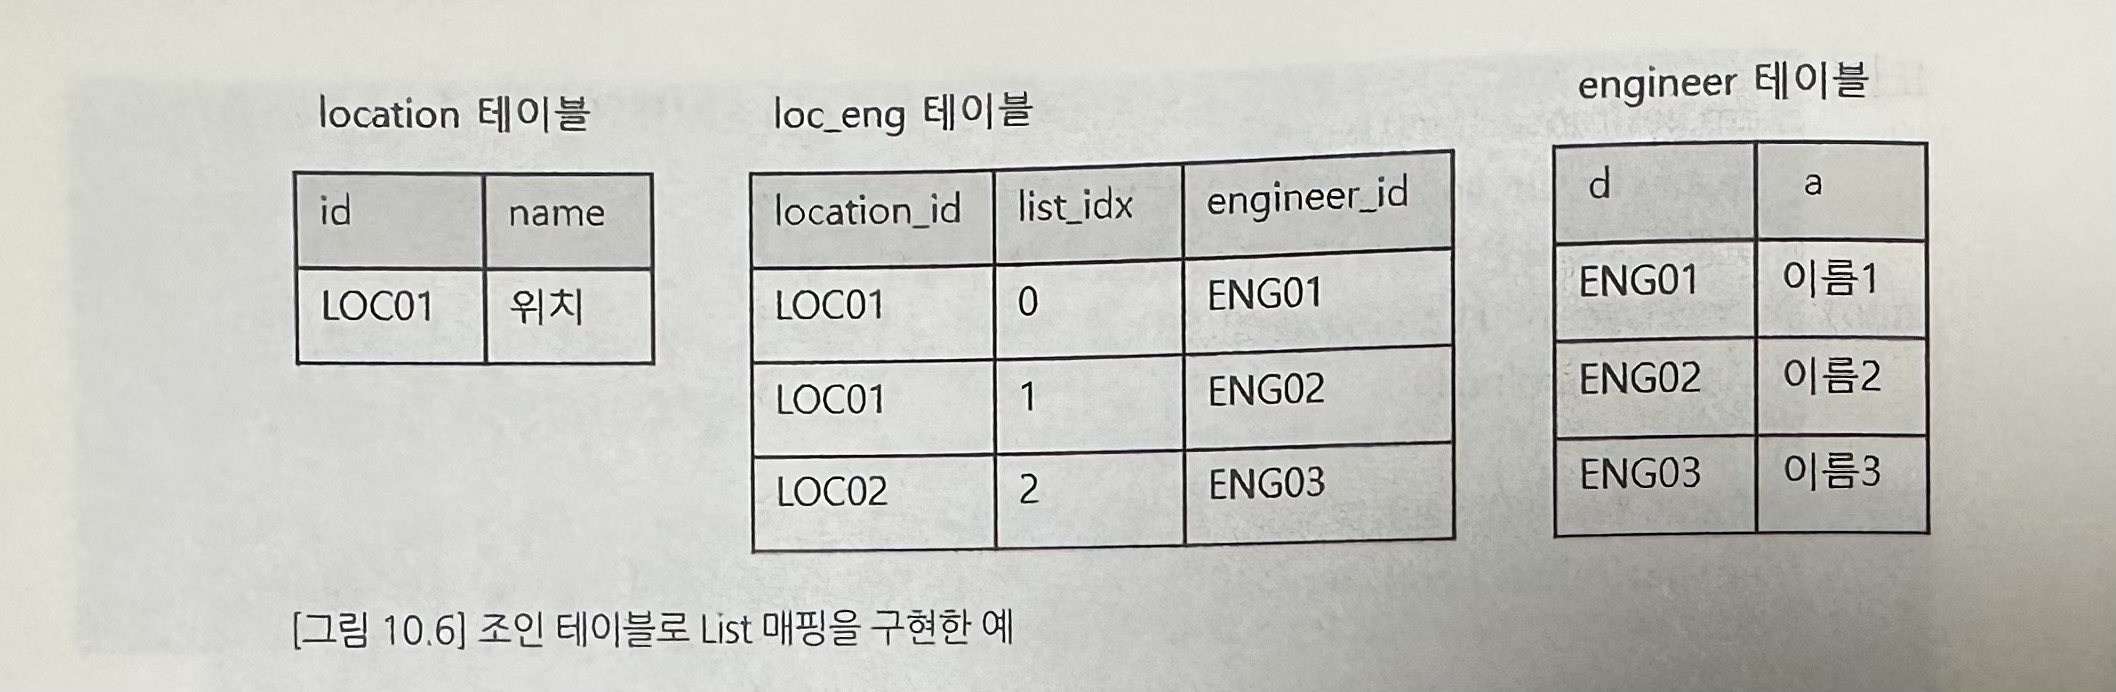 location 테이블
id name
LOC01 위치
loc_eng 테이블
location_id list_idx engineer_id
LOC01 0 ENG01
LOC01 1 ENG02
LOC02 2 ENG03
engineer 테이블
d a
ENG01 이름1
ENG02 이름2
ENG03 이름3
[그림 10.6] 조인 테이블로 List 매핑을 구현한 예